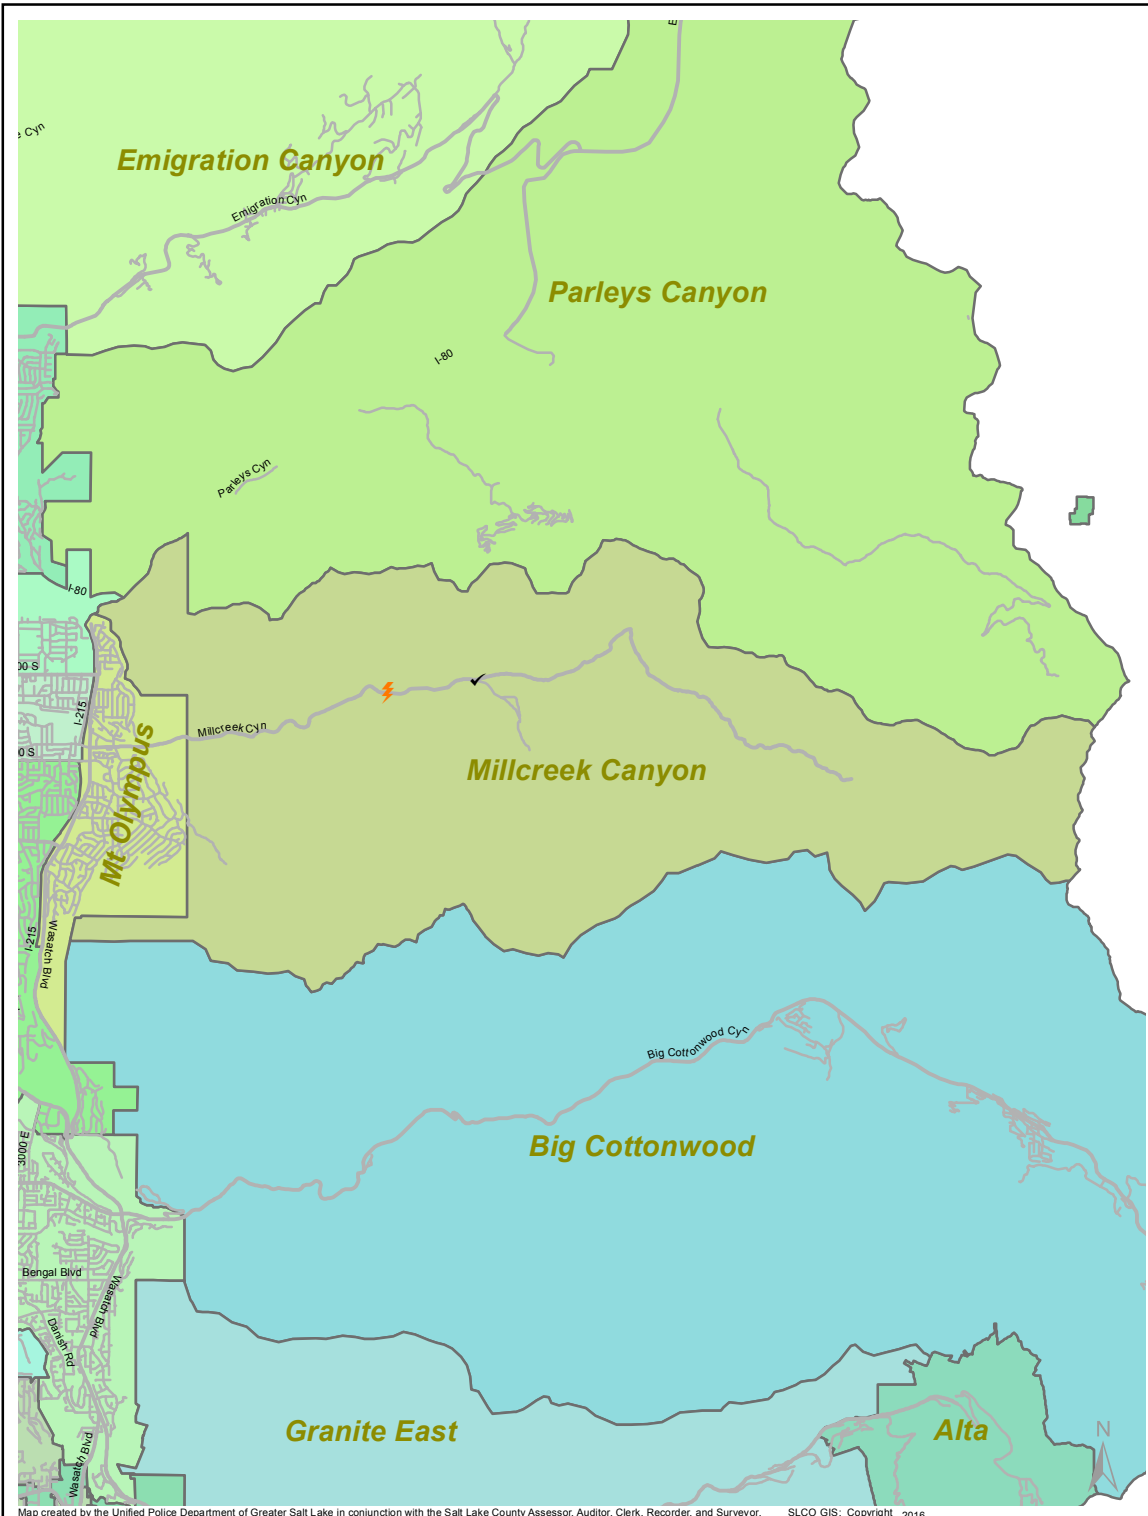 E
e Cyn
Emigration Canyon
Emigration Cyn
Parleys Canyon
I-80
Parleys Cyn
I-80
00 S
I-215
Millcreek Cyn
0 S
Mt Olympus
Millcreek Canyon
I-215
Wasatch Blvd
Big Cottonwood Cyn
3000 E
Big Cottonwood
Bengal Blvd
Wasatch Blvd
Danish Rd
Granite East
Alta
N
Wasatch Blvd
Map created by the Unified Police Department of Greater Salt Lake in conjunction with the Salt Lake County Assessor, Auditor, Clerk, Recorder, and Surveyor. SLCO GIS: Copyright 2016